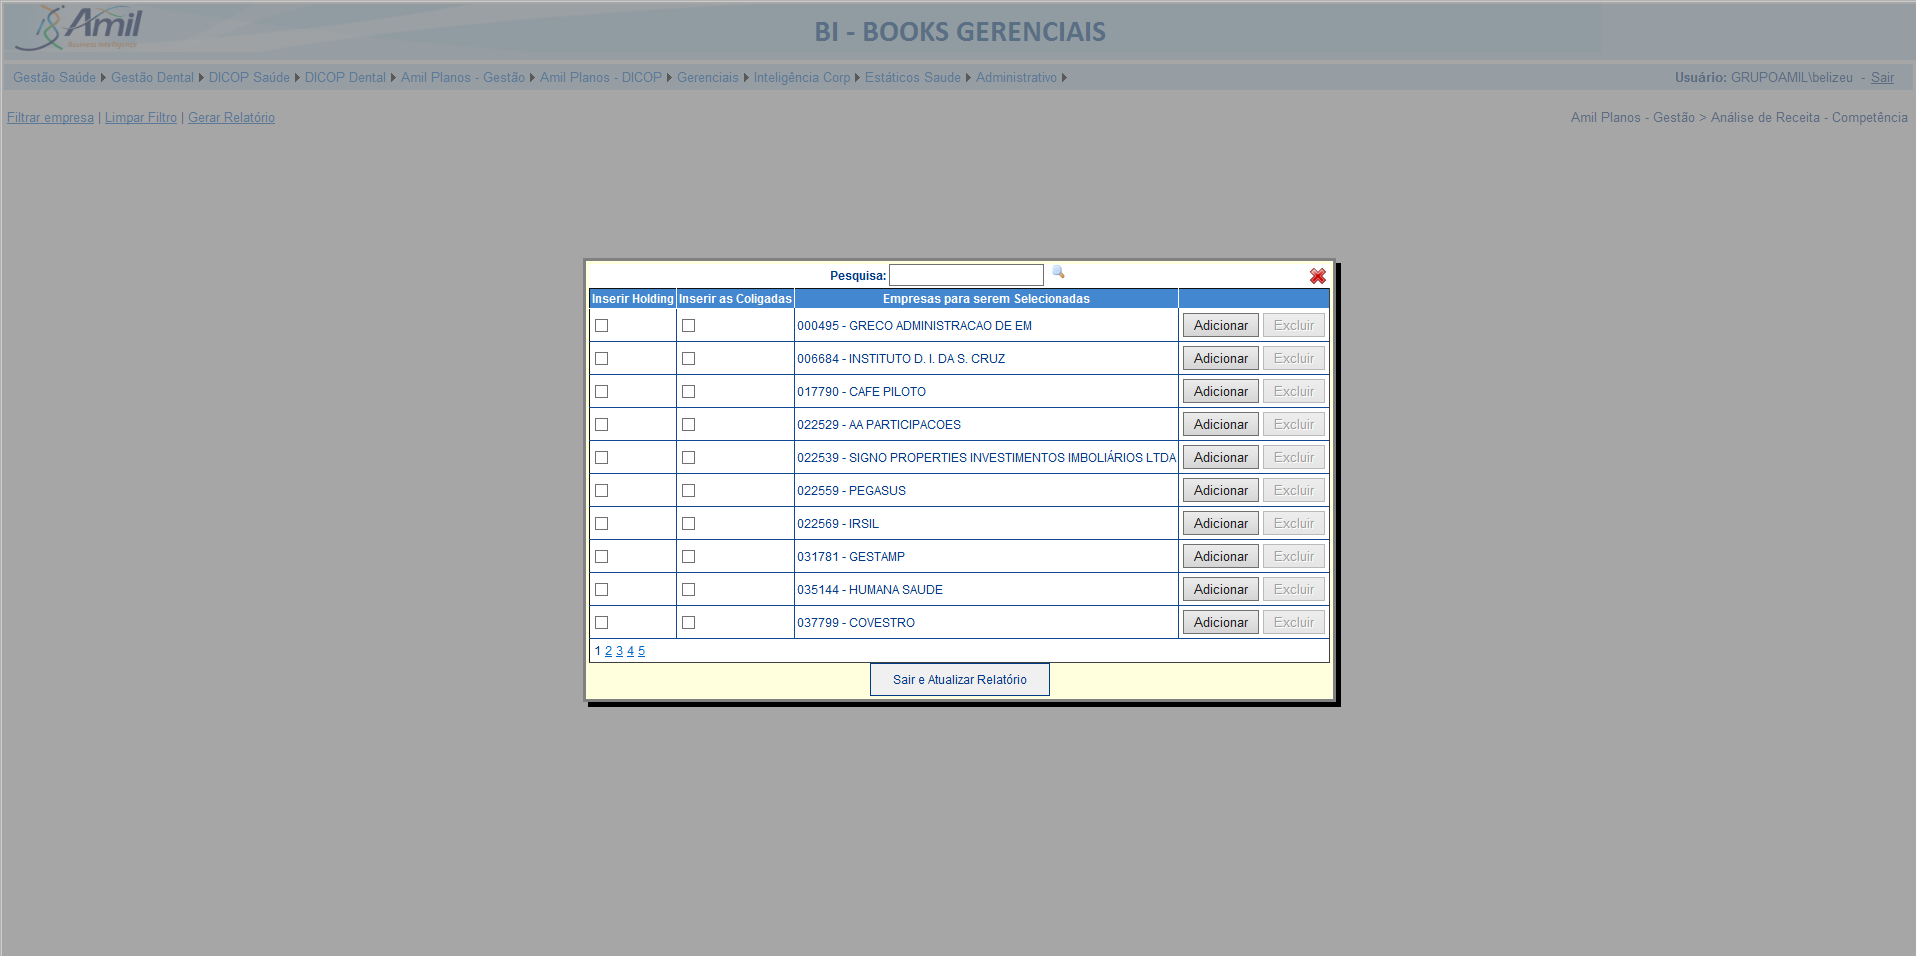 Amil
Business Intelligence
BI - BOOKS GERENCIAIS
Gestão Saúde Gestão Dental DICOP Saúde DICOP Dental Amil Planos - Gestão Amil Planos - DICOP Gerenciais Inteligência Corp Estáticos Saude Administrativo Usuário: GRUPOAMIL\belizeu - Sair
Filtrar empresa | Limpar Filtro | Gerar Relatório Amil Planos - Gestão > Análise de Receita - Competência
Pesquisa:
Inserir Holding Inserir as Coligadas Empresas para serem Selecionadas
000495 - GRECO ADMINISTRACAO DE EM Adicionar Excluir
006684 - INSTITUTO D. I. DA S. CRUZ Adicionar Excluir
017790 - CAFE PILOTO Adicionar Excluir
022529 - AA PARTICIPACOES Adicionar Excluir
022539 - SIGNO PROPERTIES INVESTIMENTOS IMBOLIÁRIOS LTDA Adicionar Excluir
022559 - PEGASUS Adicionar Excluir
022569 - IRSIL Adicionar Excluir
031781 - GESTAMP Adicionar Excluir
035144 - HUMANA SAUDE Adicionar Excluir
037799 - COVESTRO Adicionar Excluir
1 2 3 4 5
Sair e Atualizar Relatório